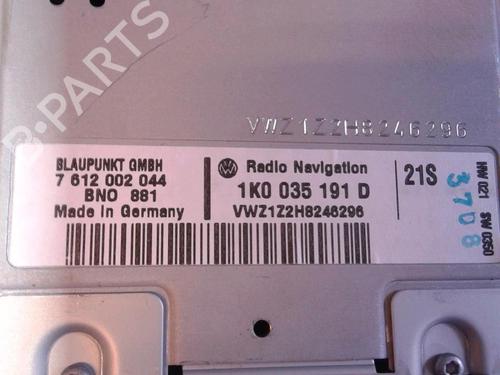 B-PARTS
VWZ1Z2H8246296
BLAUPUNKT GMBH
7 612 002 044
BNO 881
Made in Germany
Radio Navigation
1K0 035 191 D
VWZ1Z2H8246296
21S
HW 021
SW 0350
3708